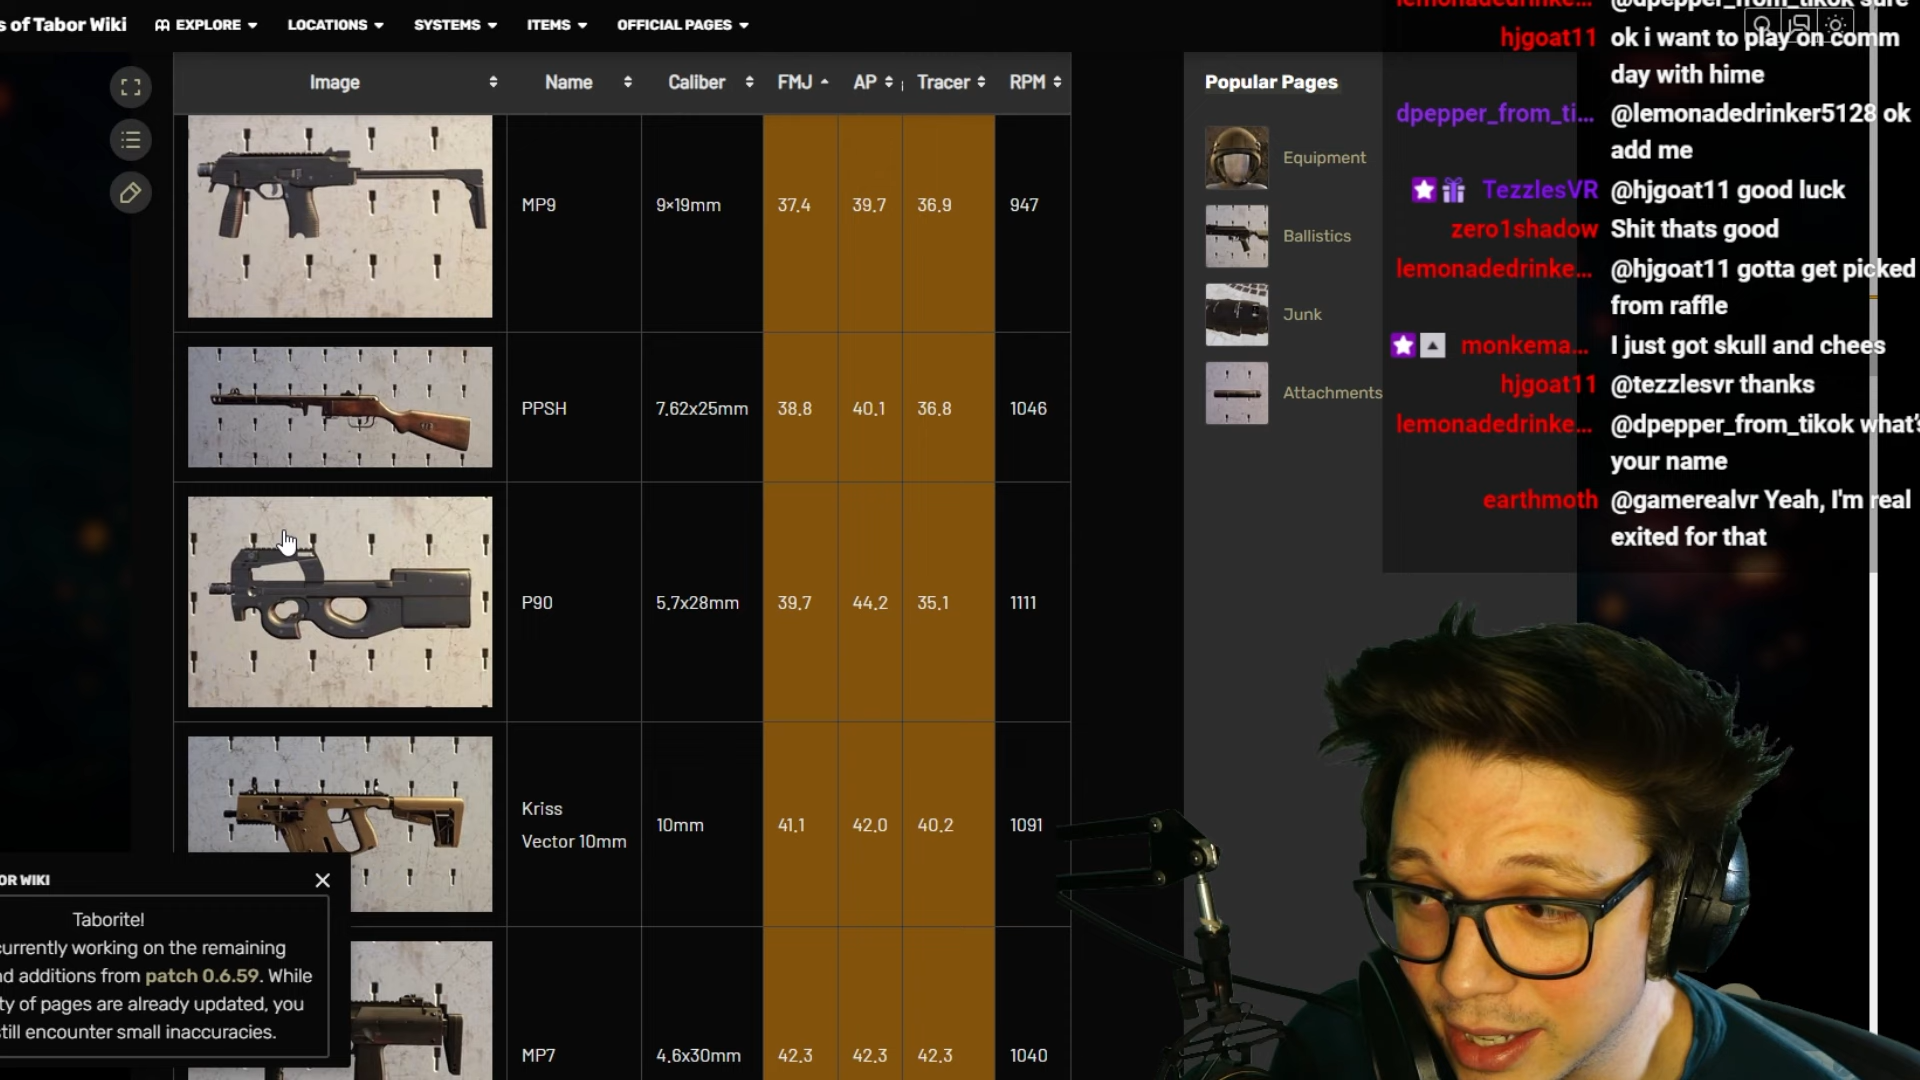 s of Tabor Wiki EXPLORE LOCATIONS SYSTEMS ITEMS OFFICIAL PAGES
Image Name Caliber FMJ AP Tracer RPM
MP9 9×19mm 37.4 39.7 36.9 947
PPSH 7.62x25mm 38.8 40.1 36.8 1046
P90 5.7x28mm 39.7 44.2 35.1 1111
Kriss
Vector 10mm 10mm 41.1 42.0 40.2 1091
MP7 4.6x30mm 42.3 42.3 42.3 1040
OR WIKI
Taborite!
currently working on the remaining
nd additions from patch 0.6.59. While
ty of pages are already updated, you
still encounter small inaccuracies.
Popular Pages
Equipment
Ballistics
Junk
Attachments
lemonadedrinke... @dpepper_from_tikok sure
hjgoat11 ok i want to play on comm
day with hime
dpepper_from_ti... @lemonadedrinker5128 ok
add me
TezzlesVR @hjgoat11 good luck
zero1shadow Shit thats good
lemonadedrinke... @hjgoat11 gotta get picked
from raffle
monkema... I just got skull and chees
hjgoat11 @tezzlesvr thanks
lemonadedrinke... @dpepper_from_tikok what's
your name
earthmoth @gamerealvr Yeah, I'm real
exited for that